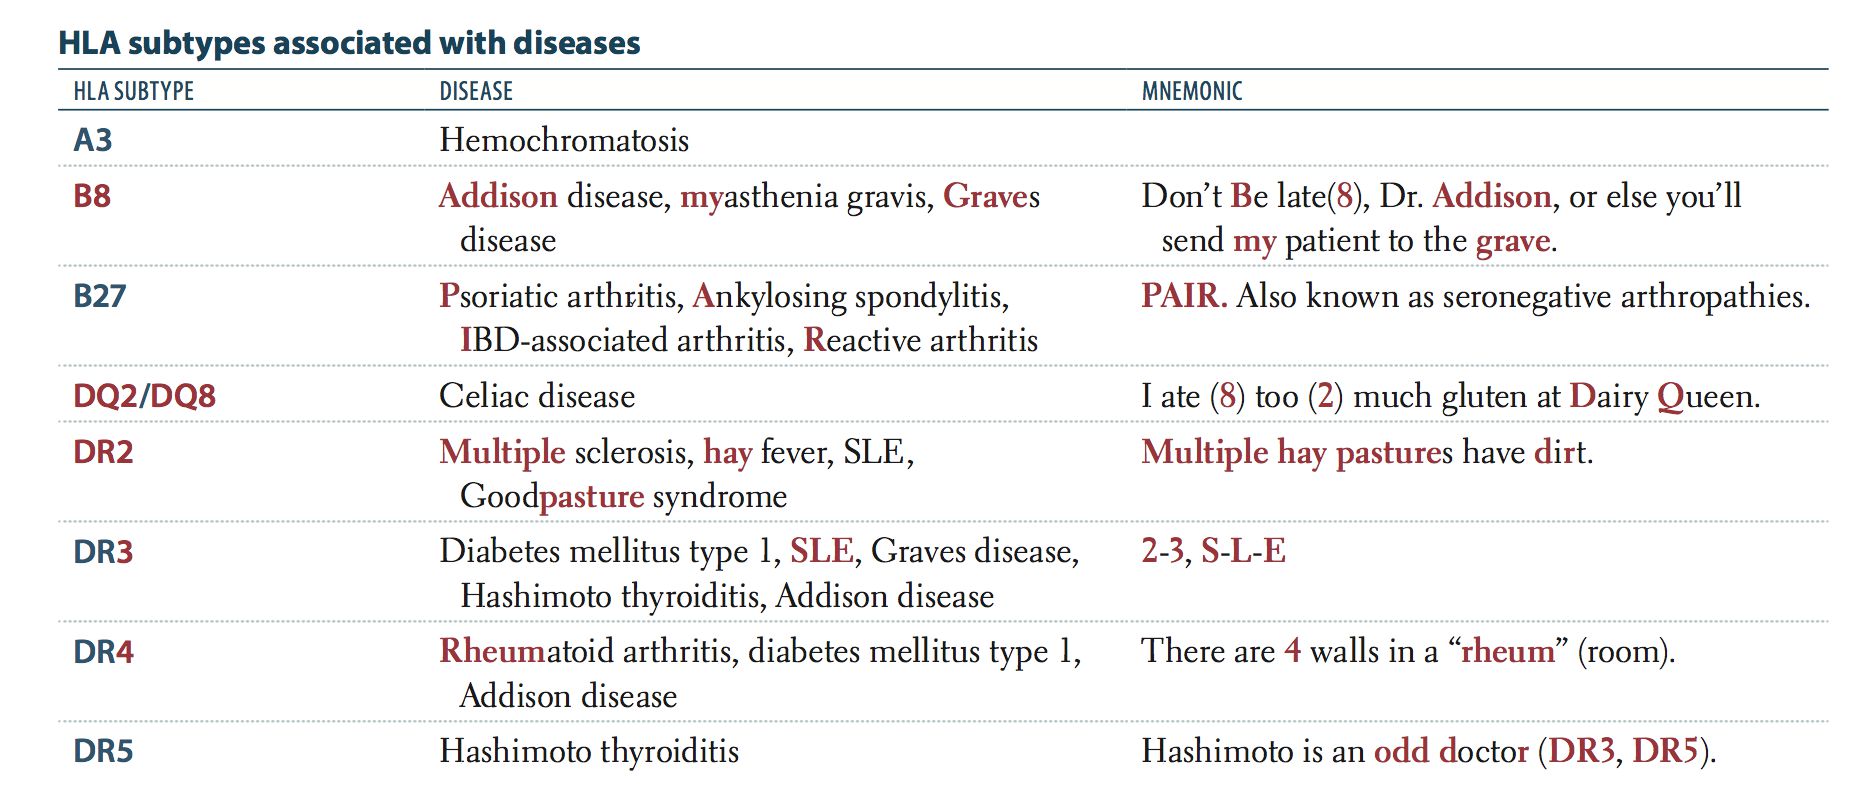 HLA subtypes associated with diseases
HLA SUBTYPE DISEASE MNEMONIC
A3 Hemochromatosis
B8 Addison disease, myasthenia gravis, Graves Don’t Be late(8), Dr. Addison, or else you’ll
disease send my patient to the grave.
B27 Psoriatic arthritis, Ankylosing spondylitis, PAIR. Also known as seronegative arthropathies.
IBD-associated arthritis, Reactive arthritis
DQ2/DQ8 Celiac disease I ate (8) too (2) much gluten at Dairy Queen.
DR2 Multiple sclerosis, hay fever, SLE, Multiple hay pastures have dirt.
Goodpasture syndrome
DR3 Diabetes mellitus type 1, SLE, Graves disease, 2-3, S-L-E
Hashimoto thyroiditis, Addison disease
DR4 Rheumatoid arthritis, diabetes mellitus type 1, There are 4 walls in a “rheum” (room).
Addison disease
DR5 Hashimoto thyroiditis Hashimoto is an odd doctor (DR3, DR5).